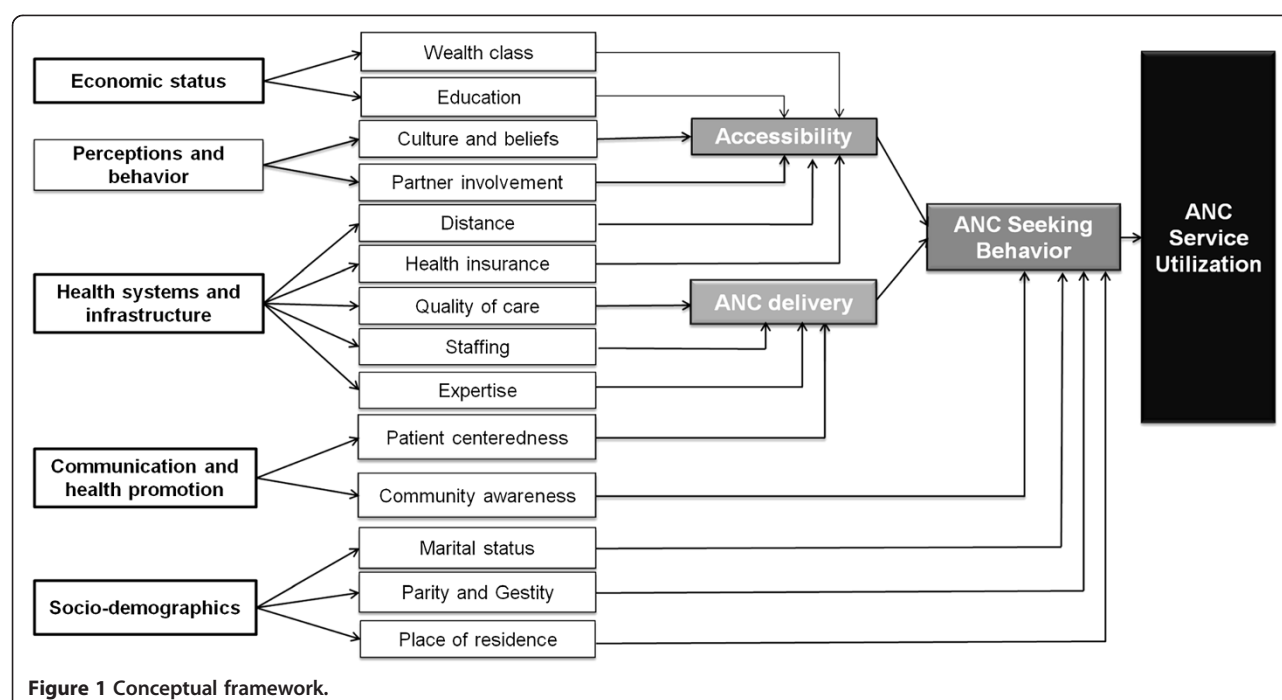 Economic status
Perceptions and
behavior
Health systems and
infrastructure
Communication and
health promotion
Socio-demographics
Wealth class
Education
Culture and beliefs
Partner involvement
Distance
Health insurance
Quality of care
Staffing
Expertise
Patient centeredness
Community awareness
Marital status
Parity and Gestity
Place of residence
Accessibility
ANC delivery
ANC Seeking
Behavior
ANC
Service
Utilization
Figure 1 Conceptual framework.